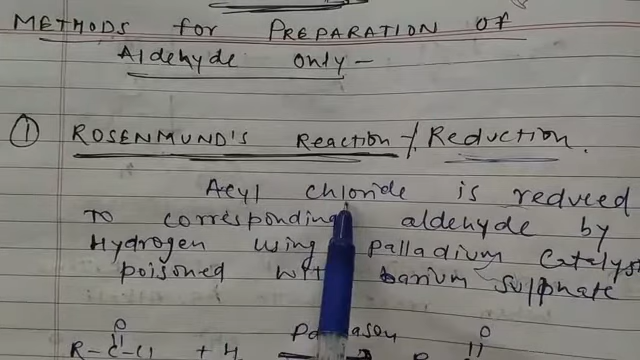 METHODS for PREPARATION of
Aldehyde only -
① ROSENMUND'S Reaction / Reduction.
Acyl chloride is reduced
To corresponding aldehyde by
Hydrogen using palladium catalyst
poisoned with barium sulphate
O O
R-C-Cl + H